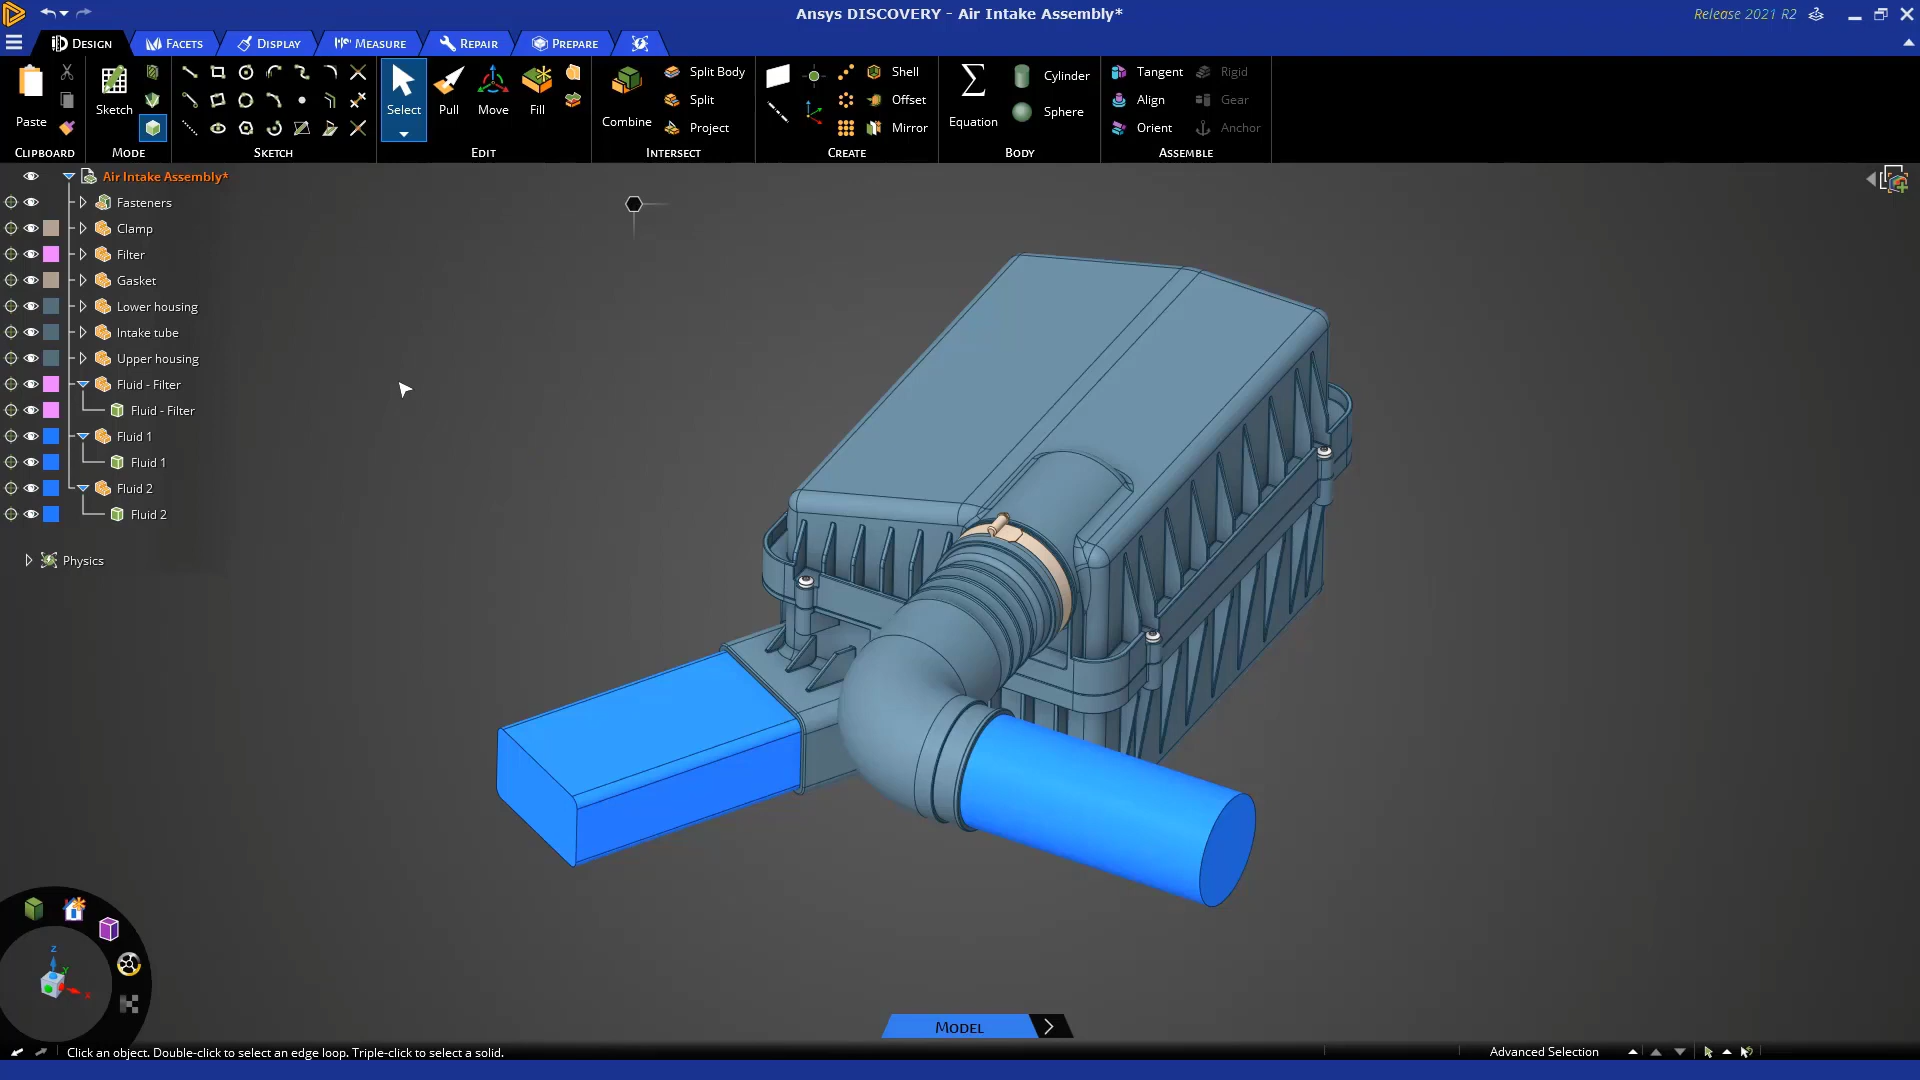 Ansys DISCOVERY - Air Intake Assembly*
Release 2021 R2
DESIGN
FACETS
DISPLAY
MEASURE
REPAIR
PREPARE
Paste
Sketch
Select
Pull
Move
Fill
Combine
Split Body
Split
Project
Shell
Offset
Mirror
Equation
Cylinder
Sphere
Tangent
Align
Orient
Rigid
Gear
Anchor
CLIPBOARD
MODE
SKETCH
EDIT
INTERSECT
CREATE
BODY
ASSEMBLE
Air Intake Assembly*
Fasteners
Clamp
Filter
Gasket
Lower housing
Intake tube
Upper housing
Fluid - Filter
Fluid - Filter
Fluid 1
Fluid 1
Fluid 2
Fluid 2
Physics
Z
Y
X
MODEL
Click an object. Double-click to select an edge loop. Triple-click to select a solid.
Advanced Selection